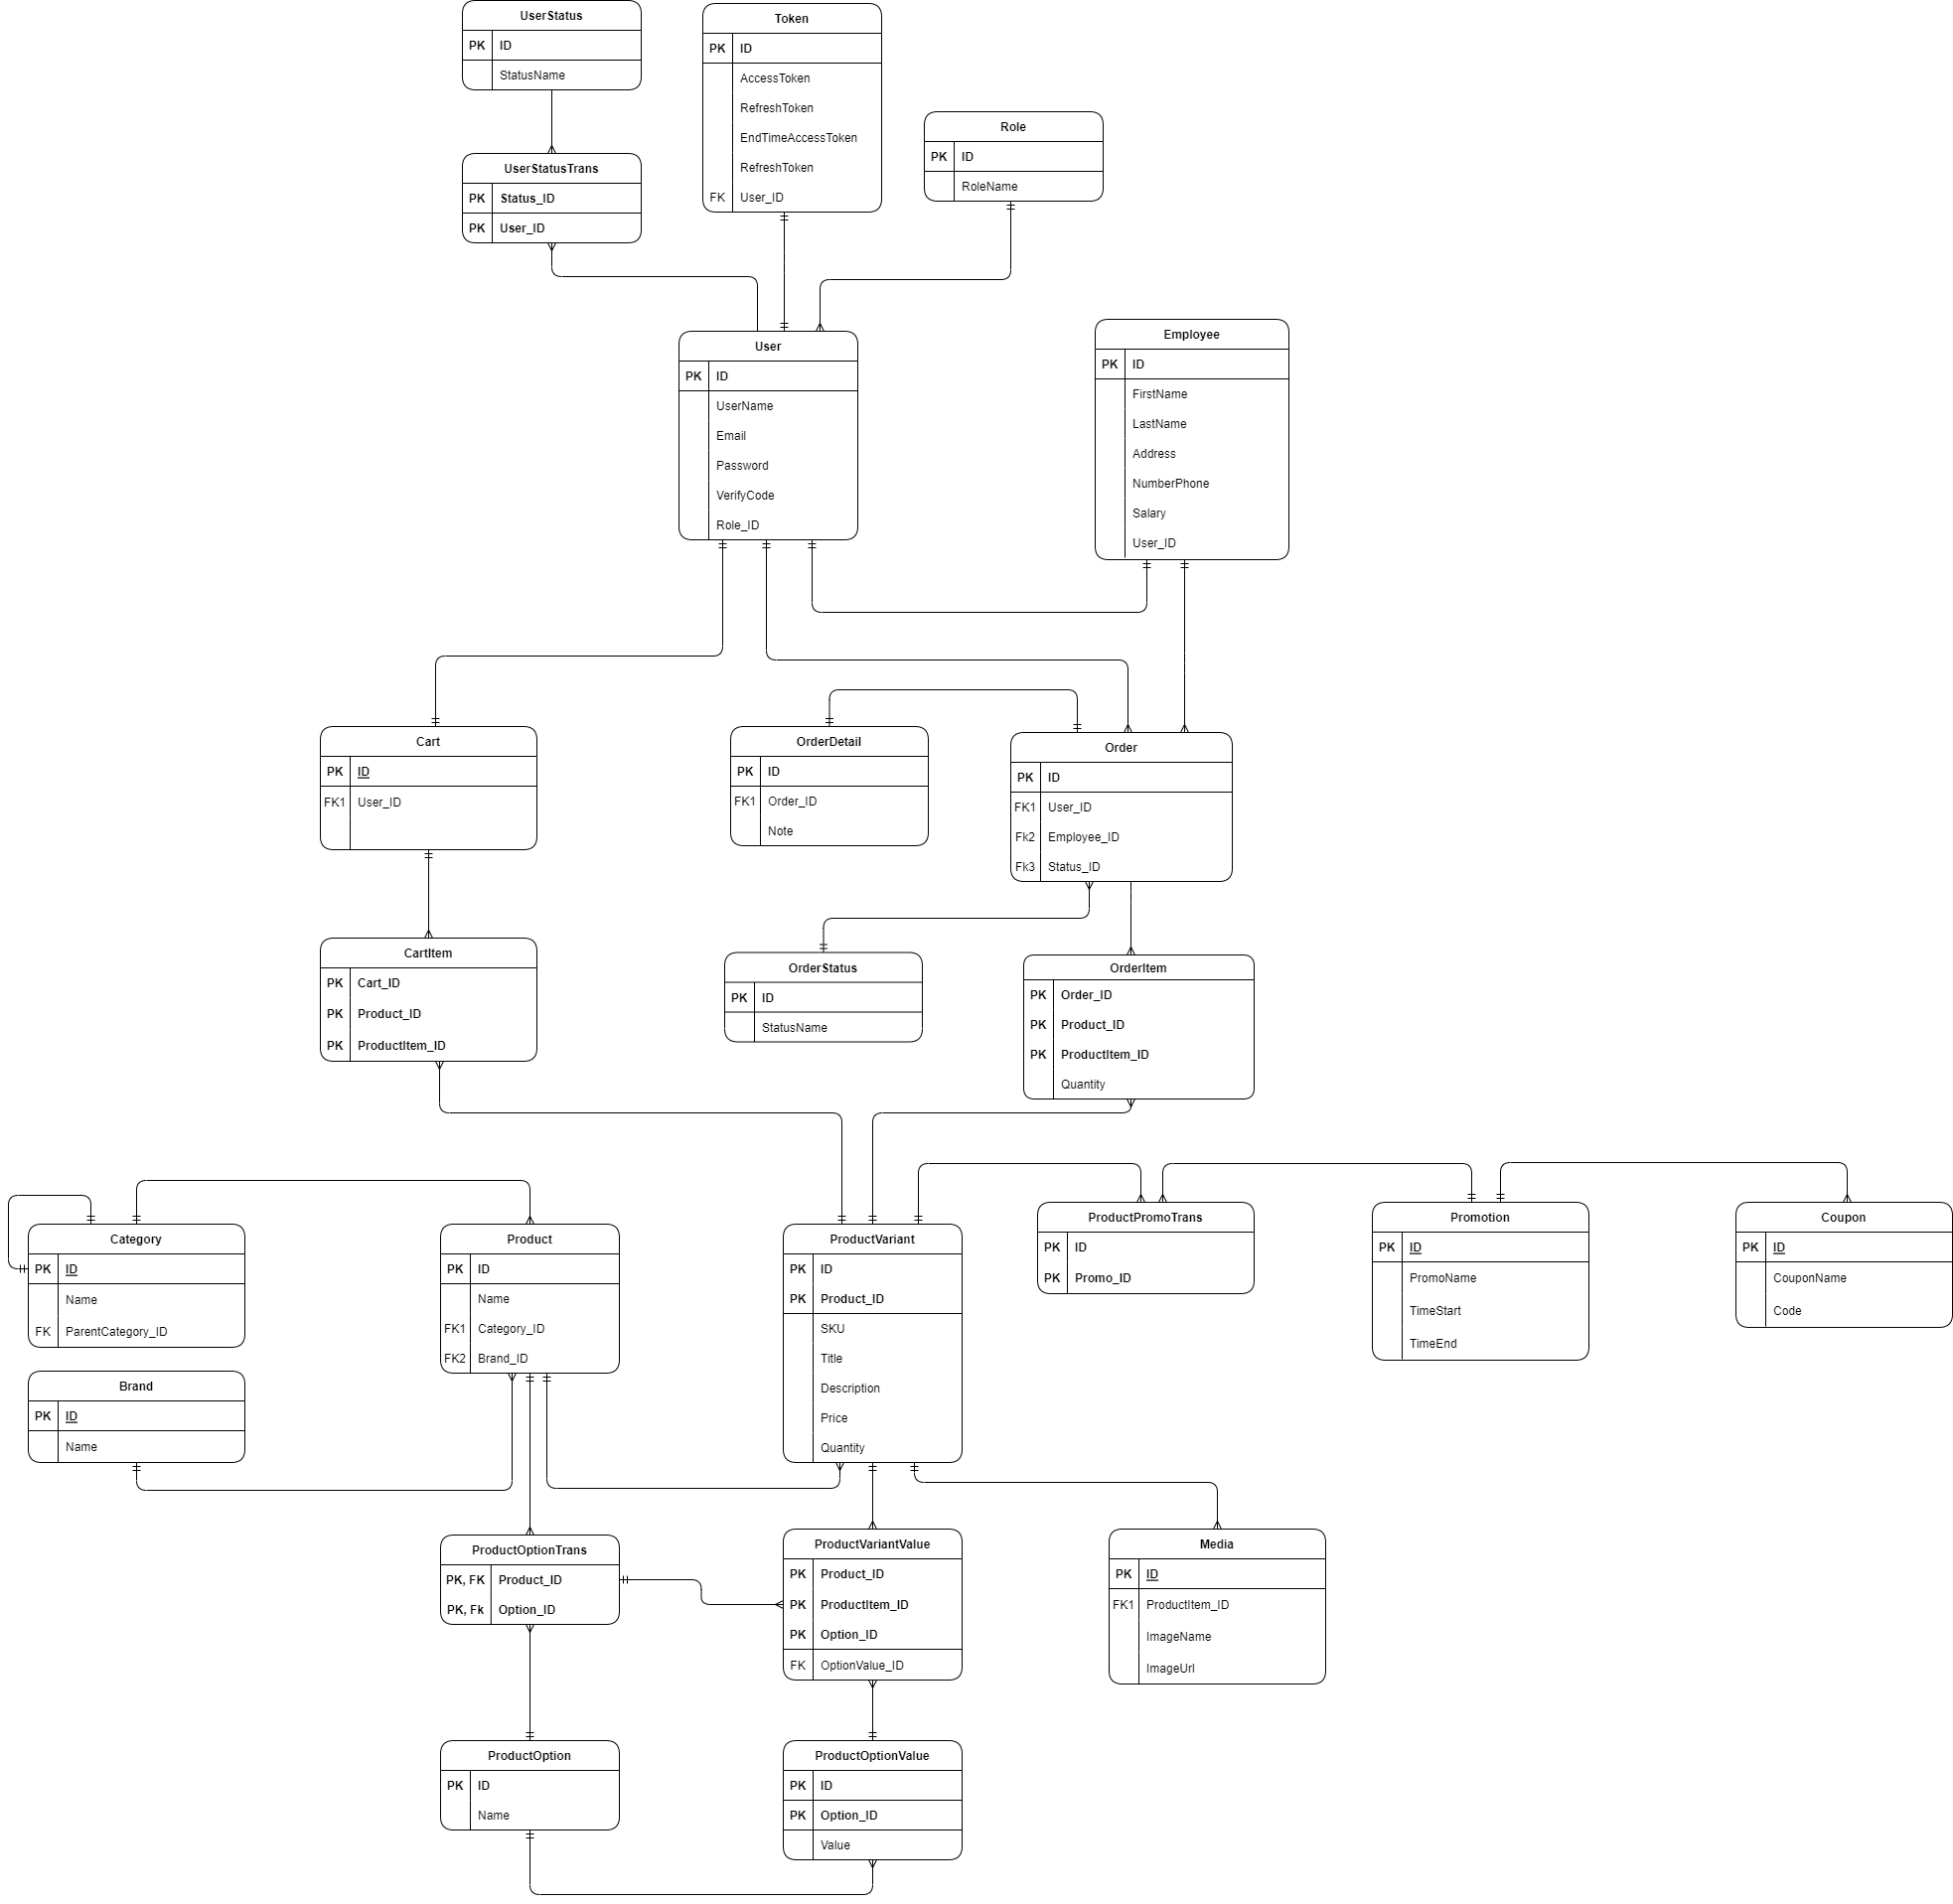 UserStatus
PK ID
StatusName
Token
PK ID
AccessToken
RefreshToken
EndTimeAccessToken
RefreshToken
FK User_ID
Role
PK ID
RoleName
UserStatusTrans
PK Status_ID
PK User_ID
User
PK ID
UserName
Email
Password
VerifyCode
Role_ID
Employee
PK ID
FirstName
LastName
Address
NumberPhone
Salary
User_ID
Cart
PK ID
FK1 User_ID
OrderDetail
PK ID
FK1 Order_ID
Note
Order
PK ID
FK1 User_ID
Fk2 Employee_ID
Fk3 Status_ID
CartItem
PK Cart_ID
PK Product_ID
PK ProductItem_ID
OrderStatus
PK ID
StatusName
OrderItem
PK Order_ID
PK Product_ID
PK ProductItem_ID
Quantity
Category
PK ID
Name
FK ParentCategory_ID
Product
PK ID
Name
FK1 Category_ID
FK2 Brand_ID
ProductVariant
PK ID
PK Product_ID
SKU
Title
Description
Price
Quantity
ProductPromoTrans
PK ID
PK Promo_ID
Promotion
PK ID
PromoName
TimeStart
TimeEnd
Coupon
PK ID
CouponName
Code
Brand
PK ID
Name
ProductOptionTrans
PK, FK Product_ID
PK, Fk Option_ID
ProductVariantValue
PK Product_ID
PK ProductItem_ID
PK Option_ID
FK OptionValue_ID
Media
PK ID
FK1 ProductItem_ID
ImageName
ImageUrl
ProductOption
PK ID
Name
ProductOptionValue
PK ID
PK Option_ID
Value